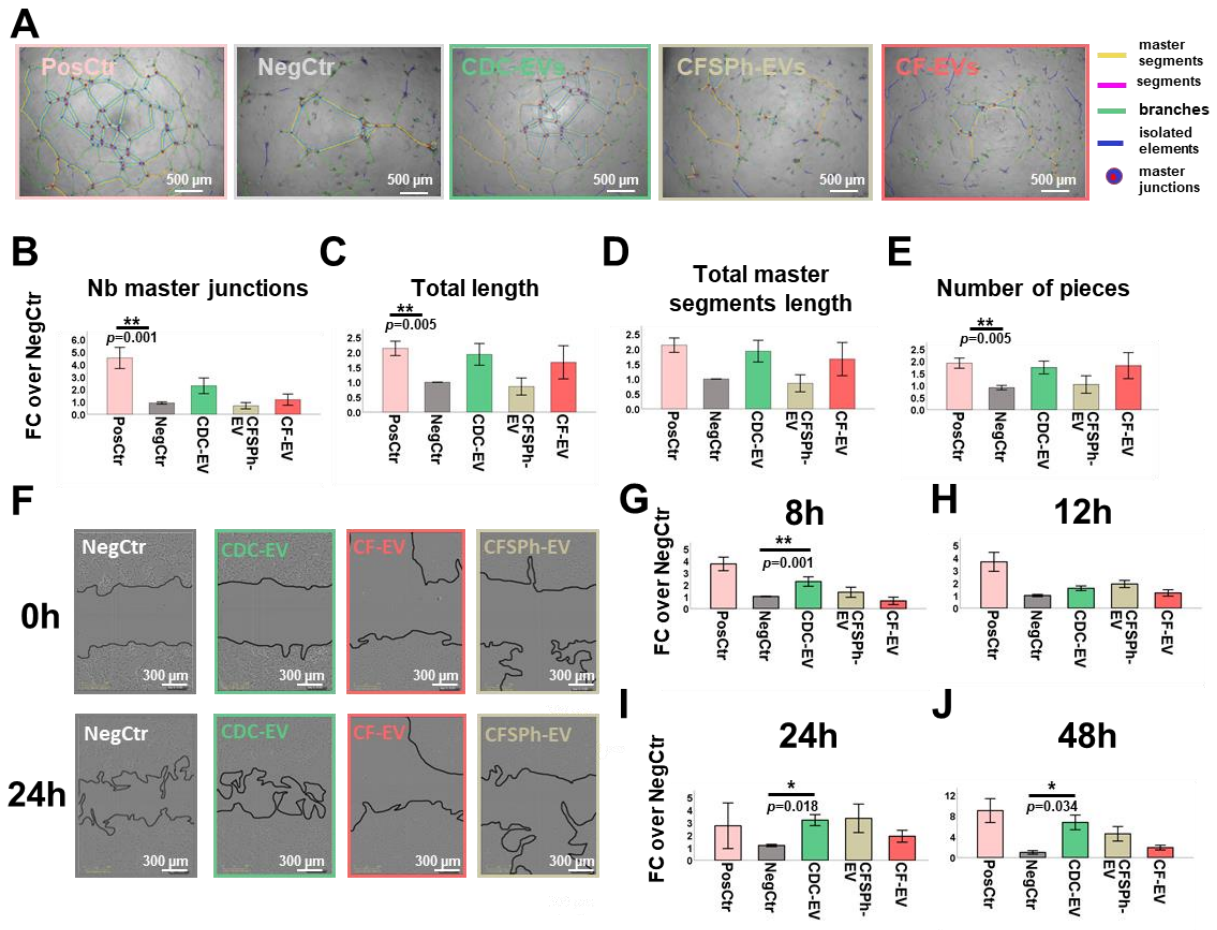 A
PosCtr
NegCtr
CDC-EVs
CFSPh-EVs
CF-EVs
500 µm
500 µm
500 µm
500 µm
500 µm
master
segments
segments
branches
isolated
elements
master
junctions
B
Nb master junctions
FC over NegCtr
**
p=0.001
6.0
5.0
4.0
3.0
2.0
1.0
0.0
PosCtr
NegCtr
CDC-EV
CFSPh-
EV
CF-EV
C
Total length
**
p=0.005
2.5
2.0
1.5
1.0
0.5
0.0
PosCtr
NegCtr
CDC-EV
CFSPh-
EV
CF-EV
D
Total master
segments length
2.5
2.0
1.5
1.0
0.5
0.0
PosCtr
NegCtr
CDC-EV
CFSPh-
EV
CF-EV
E
Number of pieces
**
p=0.005
2.5
2.0
1.5
1.0
0.5
0.0
PosCtr
NegCtr
CDC-EV
CFSPh-
EV
CF-EV
F
0h
NegCtr
CDC-EV
CF-EV
CFSPh-EV
300 µm
300 µm
300 µm
300 µm
24h
NegCtr
CDC-EV
CF-EV
CFSPh-EV
300 µm
300 µm
300 µm
300 µm
G
8h
FC over NegCtr
**
p=0.001
5
4
3
2
1
0
PosCtr
NegCtr
CDC-EV
CFSPh-
EV
CF-EV
H
12h
5
4
3
2
1
0
PosCtr
NegCtr
CDC-EV
CFSPh-
EV
CF-EV
I
24h
FC over NegCtr
*
p=0.018
5
4
3
2
1
0
PosCtr
NegCtr
CDC-EV
CFSPh-
EV
CF-EV
J
48h
*
p=0.034
12
8
4
0
PosCtr
NegCtr
CDC-EV
CFSPh-
EV
CF-EV